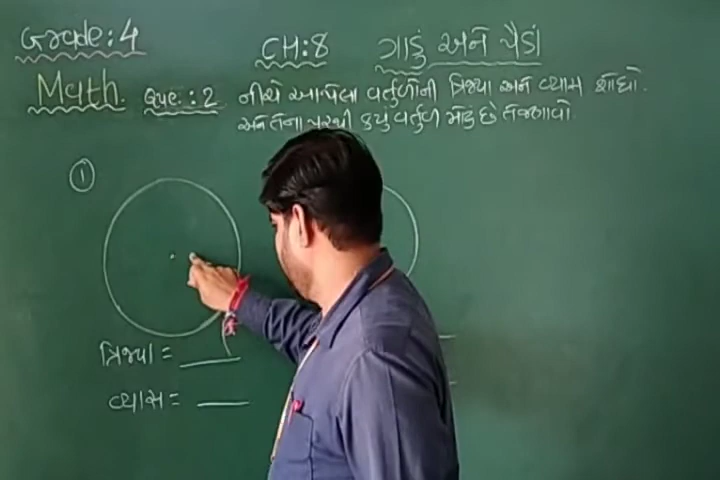 Grade:4 CH:8 ગાડું અને પૈડાં
Math. Que.:2 નીચે આપેલા વર્તુળોની ત્રિજ્યા અને વ્યાસ શોધો.
અને તેના પરથી કયું વર્તુળ મોટું છે તે જણાવો.
1
ત્રિજ્યા =
વ્યાસ =